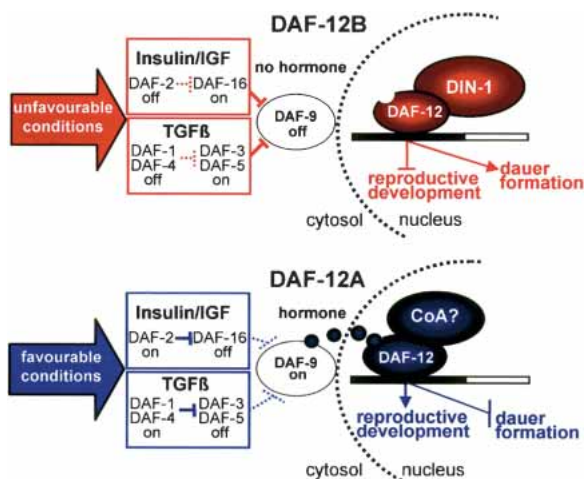 DAF-12B
Insulin/IGF
DAF-2 DAF-16
off on
no hormone
unfavourable
conditions
TGFß
DAF-1 DAF-3
DAF-4 DAF-5
off on
DAF-9
off
DIN-1
DAF-12
reproductive
development
dauer
formation
cytosol nucleus
DAF-12A
Insulin/IGF
DAF-2 DAF-16
on off
hormone
favourable
conditions
TGFß
DAF-1 DAF-3
DAF-4 DAF-5
on off
DAF-9
on
CoA?
DAF-12
reproductive
development
dauer
formation
cytosol nucleus